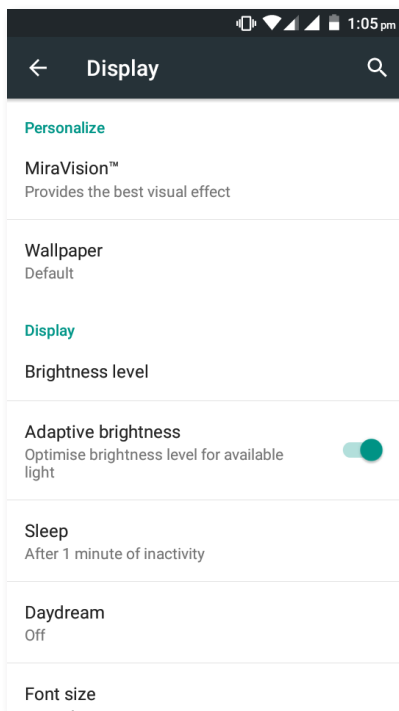 1:05 pm
Display
Personalize
MiraVision™
Provides the best visual effect
Wallpaper
Default
Display
Brightness level
Adaptive brightness
Optimise brightness level for available
light
Sleep
After 1 minute of inactivity
Daydream
Off
Font size